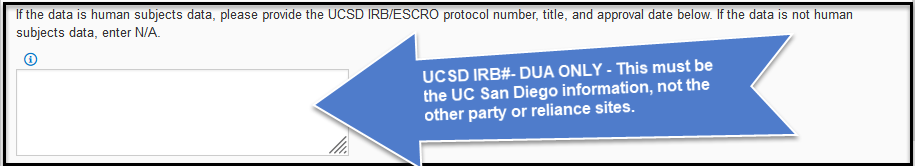 If the data is human subjects data, please provide the UCSD IRB/ESCRO protocol number, title, and approval date below. If the data is not human
subjects data, enter N/A.
UCSD IRB#- DUA ONLY - This must be
the UC San Diego information, not the
other party or reliance sites.